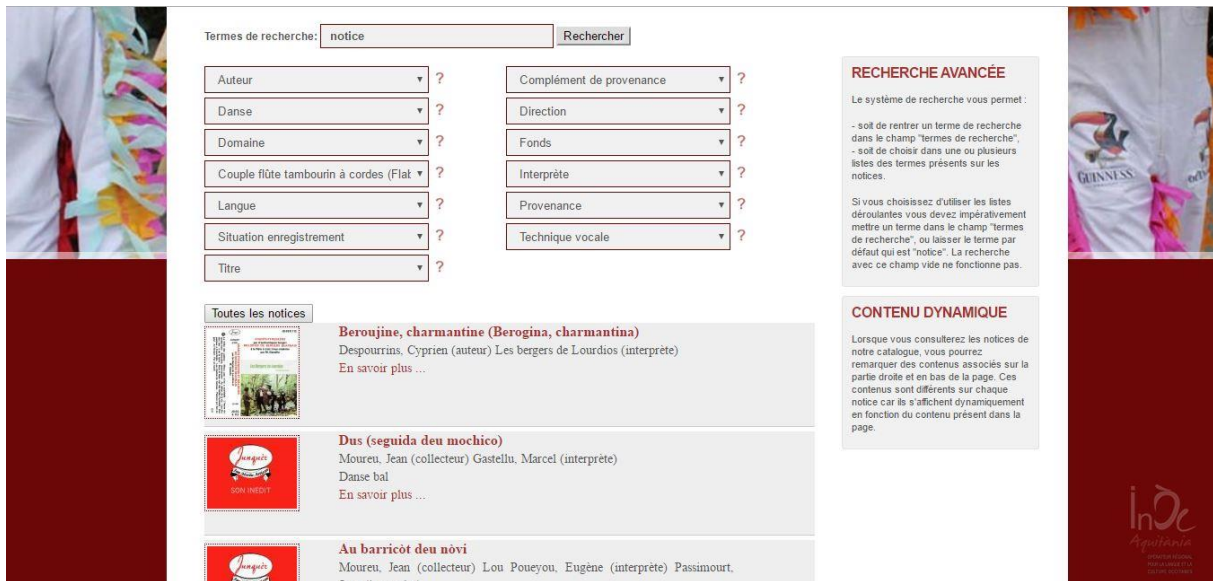 Termes de recherche: notice Rechercher
Auteur ?
Danse ?
Domaine ?
Couple flûte tambourin à cordes (Flat ?
Langue ?
Situation enregistrement ?
Titre ?
Complément de provenance ?
Direction ?
Fonds ?
Interprète ?
Provenance ?
Technique vocale ?
Toutes les notices
Beroujine, charmantine (Berogina, charmantina)
Despourrins, Cyprien (auteur) Les bergers de Lourdios (interprète)
En savoir plus ...
Junquèr
SON INÉDIT
Dus (seguida deu mochico)
Moureu, Jean (collecteur) Gastellu, Marcel (interprète)
Danse bal
En savoir plus ...
Junquèr
Au barricòt deu nòvi
Moureu, Jean (collecteur) Lou Poueyou, Eugène (interprète) Passimourt,
RECHERCHE AVANCÉE
Le système de recherche vous permet :
- soit de rentrer un terme de recherche
dans le champ "termes de recherche",
- soit de choisir dans une ou plusieurs
listes des termes présents sur les
notices.
Si vous choisissez d'utiliser les listes
déroulantes vous devez impérativement
mettre un terme dans le champ "termes
de recherche", ou laisser le terme par
défaut qui est "notice". La recherche
avec ce champ vide ne fonctionne pas.
CONTENU DYNAMIQUE
Lorsque vous consulterez les notices de
notre catalogue, vous pourrez
remarquer des contenus associés sur la
partie droite et en bas de la page. Ces
contenus sont différents sur chaque
notice car ils s'affichent dynamiquement
en fonction du contenu présent dans la
page.
GUINNESS
InÒc
Aquitània